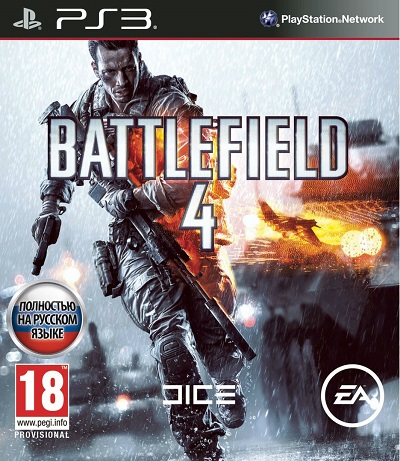 PS3
PlayStation®Network
BATTLEFIELD
4
ПОЛНОСТЬЮ
НА РУССКОМ
ЯЗЫКЕ
18
www.pegi.info
PROVISIONAL
DICE
EA